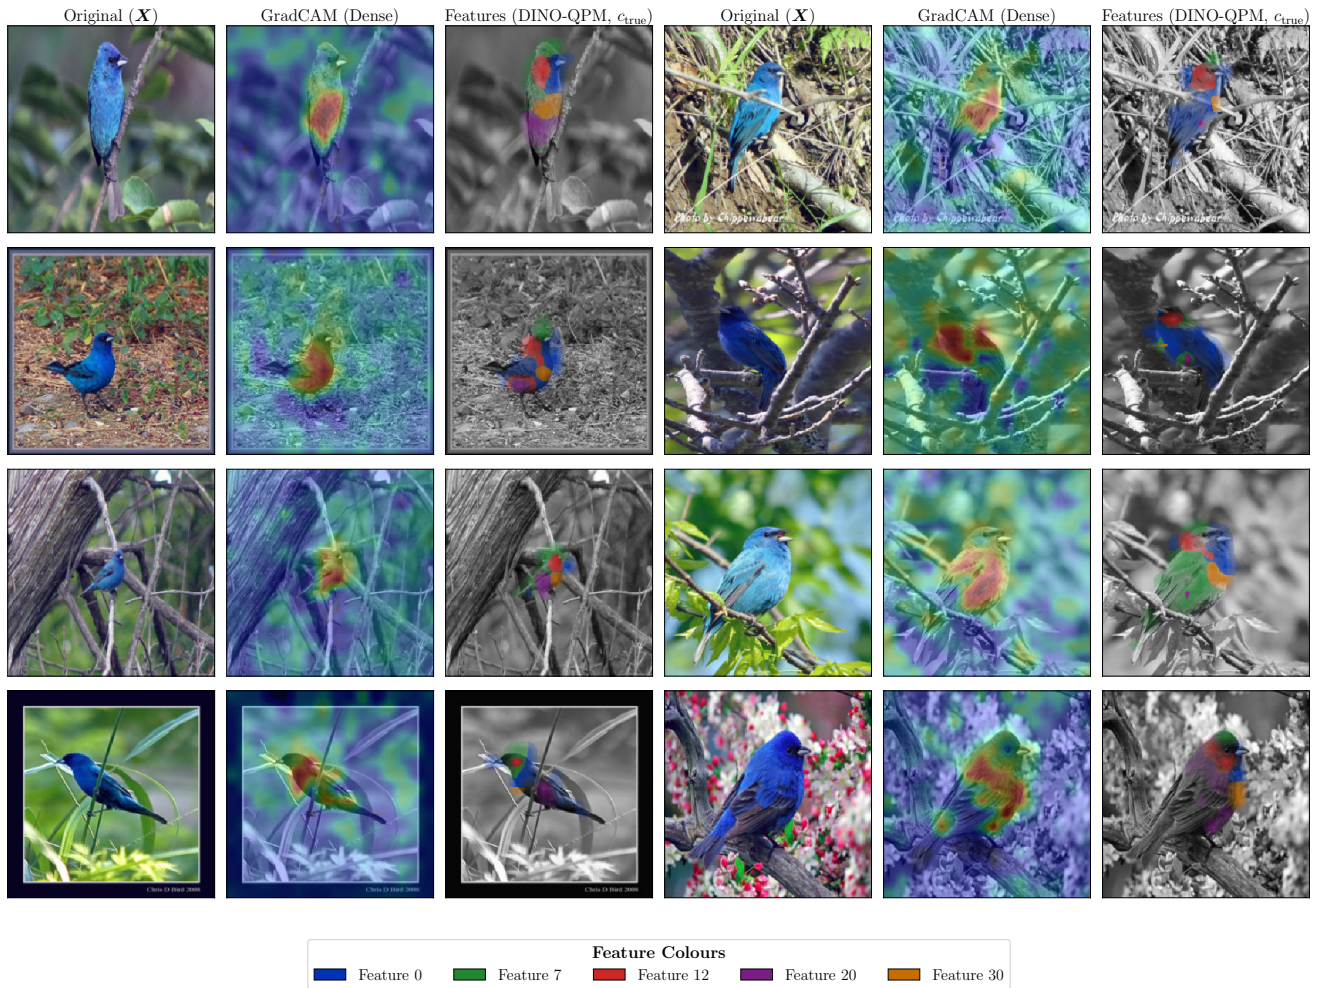 Original (X)
GradCAM (Dense)
Features (DINO-QPM, c_true)
Original (X)
GradCAM (Dense)
Features (DINO-QPM, c_true)
Photo by Chippewabear
Photo by Chippewabear
Photo by Chippewabear
Chris D Bird 2006
Chris D Bird 2006
Chris D Bird 2006
Feature Colours
Feature 0
Feature 7
Feature 12
Feature 20
Feature 30